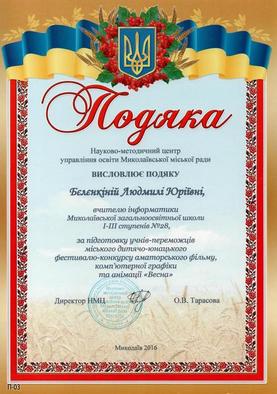 Подяка
Науково-методичний центр
управління освіти Миколаївської міської ради
ВИСЛОВЛЮЄ ПОДЯКУ
Бєлєнкіній Людмилі Юріївні,
вчителю інформатики
Миколаївської загальноосвітньої школи
І-ІІІ ступенів №28,
за підготовку учнів-переможців
міського дитячо-юнацького
фестивалю-конкурсу аматорського фільму,
комп'ютерної графіки
та анімації «Весна»
Директор НМЦ О.В. Тарасова
Миколаїв 2016
П-03